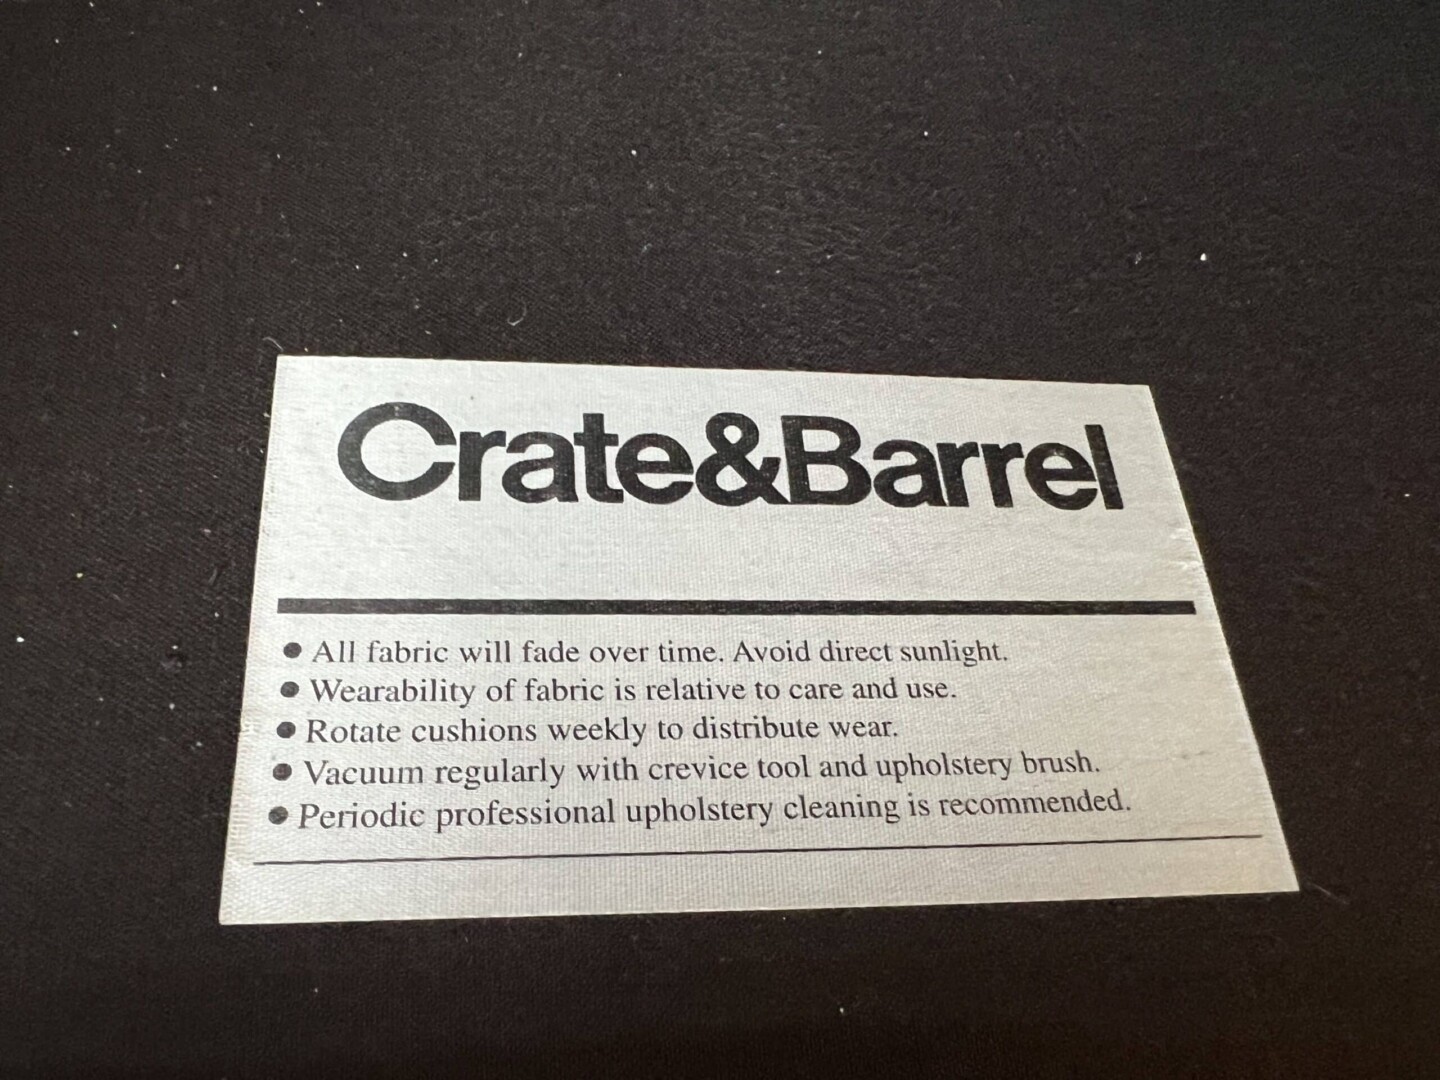 Crate&Barrel
● All fabric will fade over time. Avoid direct sunlight.
● Wearability of fabric is relative to care and use.
● Rotate cushions weekly to distribute wear.
● Vacuum regularly with crevice tool and upholstery brush.
● Periodic professional upholstery cleaning is recommended.